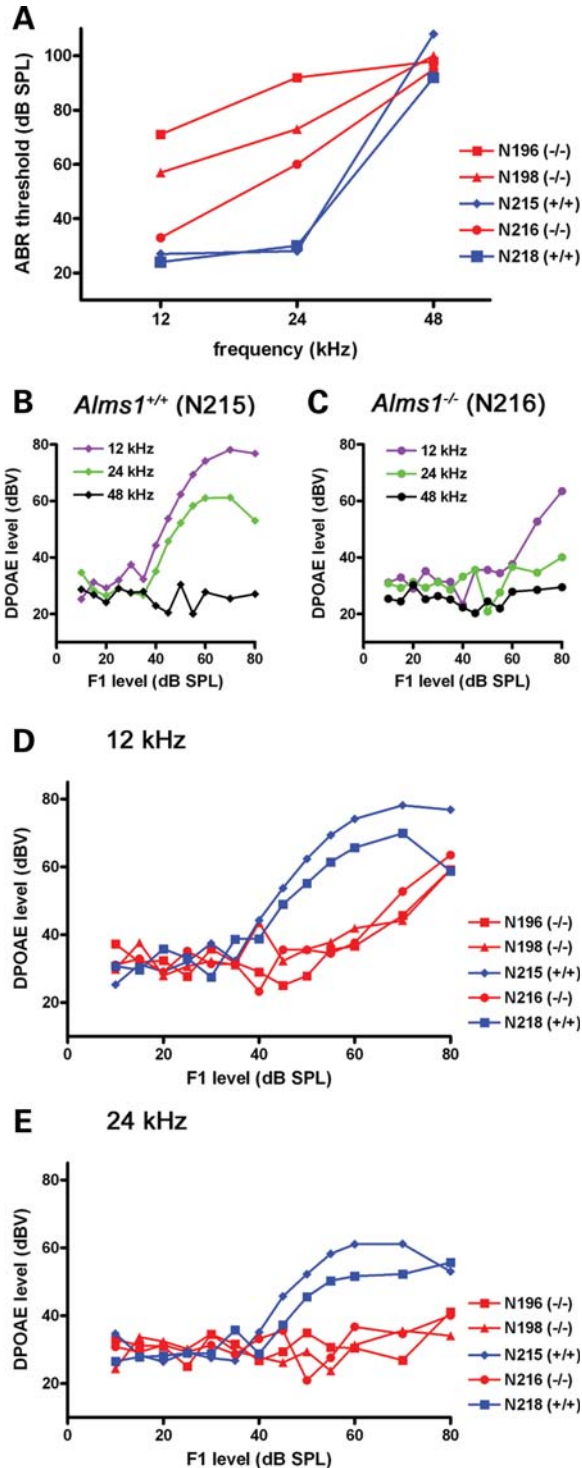 A
ABR threshold (dB SPL)
100
80
60
40
20
12
24
48
frequency (kHz)
N196 (-/-)
N198 (-/-)
N215 (+/+)
N216 (-/-)
N218 (+/+)
B
Alms1+/+ (N215)
DPOAE level (dBV)
80
60
40
20
12 kHz
24 kHz
48 kHz
0
20
40
60
80
F1 level (dB SPL)
C
Alms1-/- (N216)
DPOAE level (dBV)
80
60
40
20
12 kHz
24 kHz
48 kHz
0
20
40
60
80
F1 level (dB SPL)
D
12 kHz
DPOAE level (dBV)
80
60
40
20
0
20
40
60
80
F1 level (dB SPL)
N196 (-/-)
N198 (-/-)
N215 (+/+)
N216 (-/-)
N218 (+/+)
E
24 kHz
DPOAE level (dBV)
80
60
40
20
0
20
40
60
80
F1 level (dB SPL)
N196 (-/-)
N198 (-/-)
N215 (+/+)
N216 (-/-)
N218 (+/+)